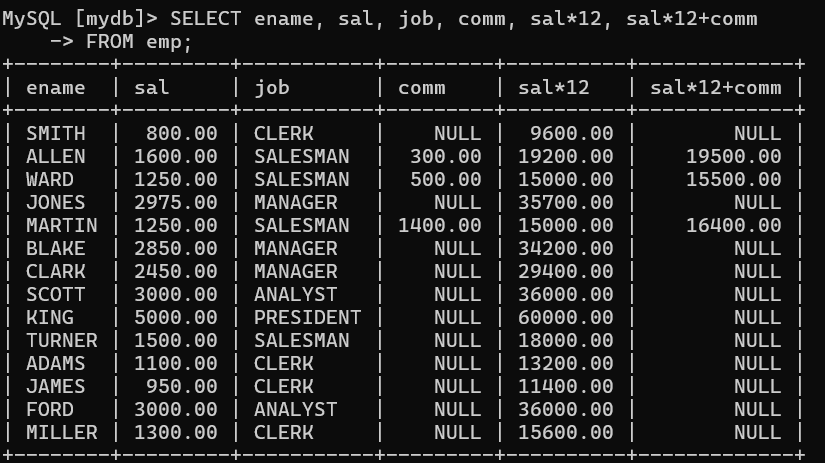 MySQL [mydb]> SELECT ename, sal, job, comm, sal*12, sal*12+comm
    -> FROM emp;
+--------+---------+-----------+---------+----------+-------------+
| ename  | sal     | job       | comm    | sal*12   | sal*12+comm |
+--------+---------+-----------+---------+----------+-------------+
| SMITH  |  800.00 | CLERK     |    NULL |  9600.00 |        NULL |
| ALLEN  | 1600.00 | SALESMAN  |  300.00 | 19200.00 |    19500.00 |
| WARD   | 1250.00 | SALESMAN  |  500.00 | 15000.00 |    15500.00 |
| JONES  | 2975.00 | MANAGER   |    NULL | 35700.00 |        NULL |
| MARTIN | 1250.00 | SALESMAN  | 1400.00 | 15000.00 |    16400.00 |
| BLAKE  | 2850.00 | MANAGER   |    NULL | 34200.00 |        NULL |
| CLARK  | 2450.00 | MANAGER   |    NULL | 29400.00 |        NULL |
| SCOTT  | 3000.00 | ANALYST   |    NULL | 36000.00 |        NULL |
| KING   | 5000.00 | PRESIDENT |    NULL | 60000.00 |        NULL |
| TURNER | 1500.00 | SALESMAN  |    NULL | 18000.00 |        NULL |
| ADAMS  | 1100.00 | CLERK     |    NULL | 13200.00 |        NULL |
| JAMES  |  950.00 | CLERK     |    NULL | 11400.00 |        NULL |
| FORD   | 3000.00 | ANALYST   |    NULL | 36000.00 |        NULL |
| MILLER | 1300.00 | CLERK     |    NULL | 15600.00 |        NULL |
+--------+---------+-----------+---------+----------+-------------+